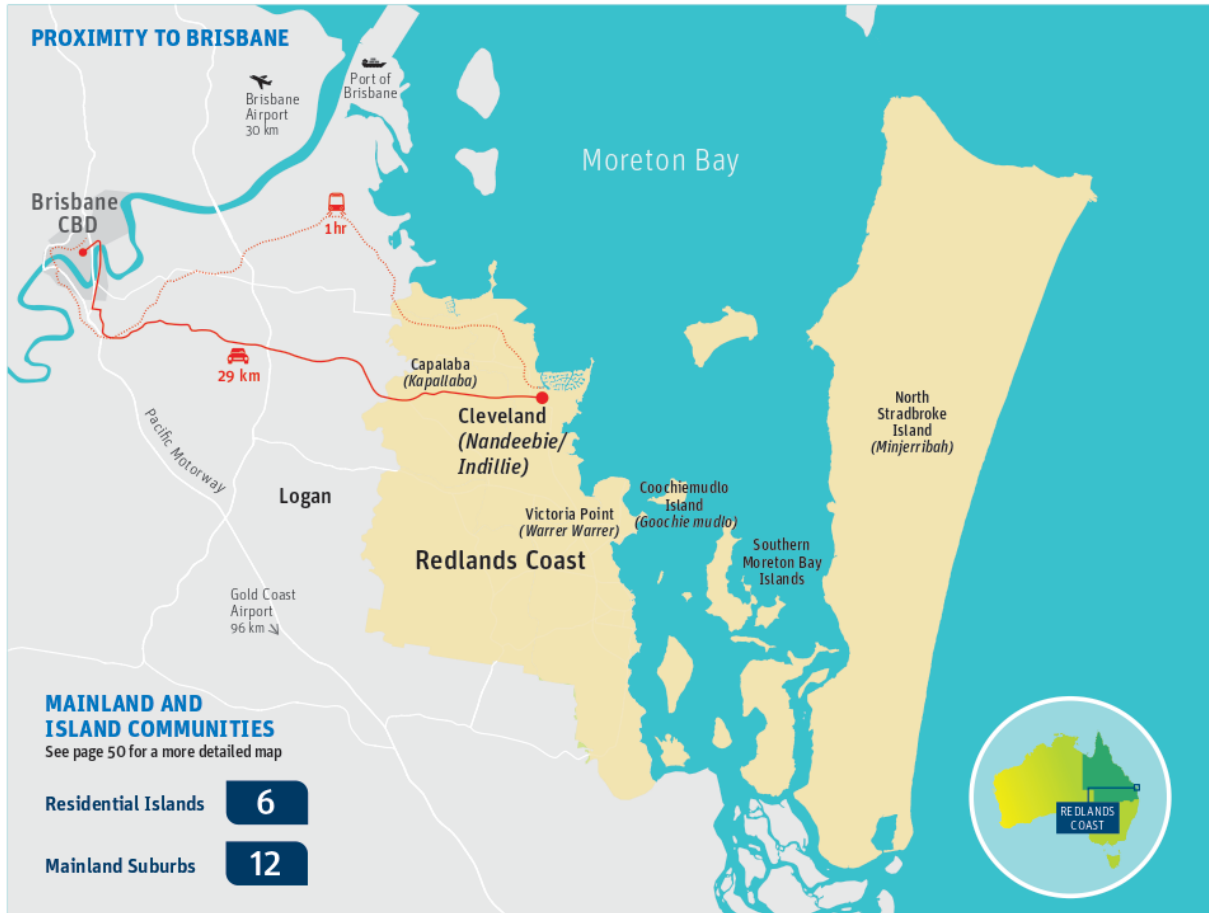 PROXIMITY TO BRISBANE
Port of
Brisbane
Brisbane
Airport
30 km
Moreton Bay
Brisbane
CBD
1hr
29 km
Capalaba
(Kapallaba)
Cleveland
(Nandeebie/
Indillie)
North
Stradbroke
Island
(Minjerribah)
Pacific Motorway
Logan
Coochiemudlo
Island
(Goochie mudlo)
Victoria Point
(Warrer Warrer)
Southern
Moreton Bay
Islands
Redlands Coast
Gold Coast
Airport
96 km
MAINLAND AND
ISLAND COMMUNITIES
See page 50 for a more detailed map
Residential Islands 6
Mainland Suburbs 12
REDLANDS
COAST